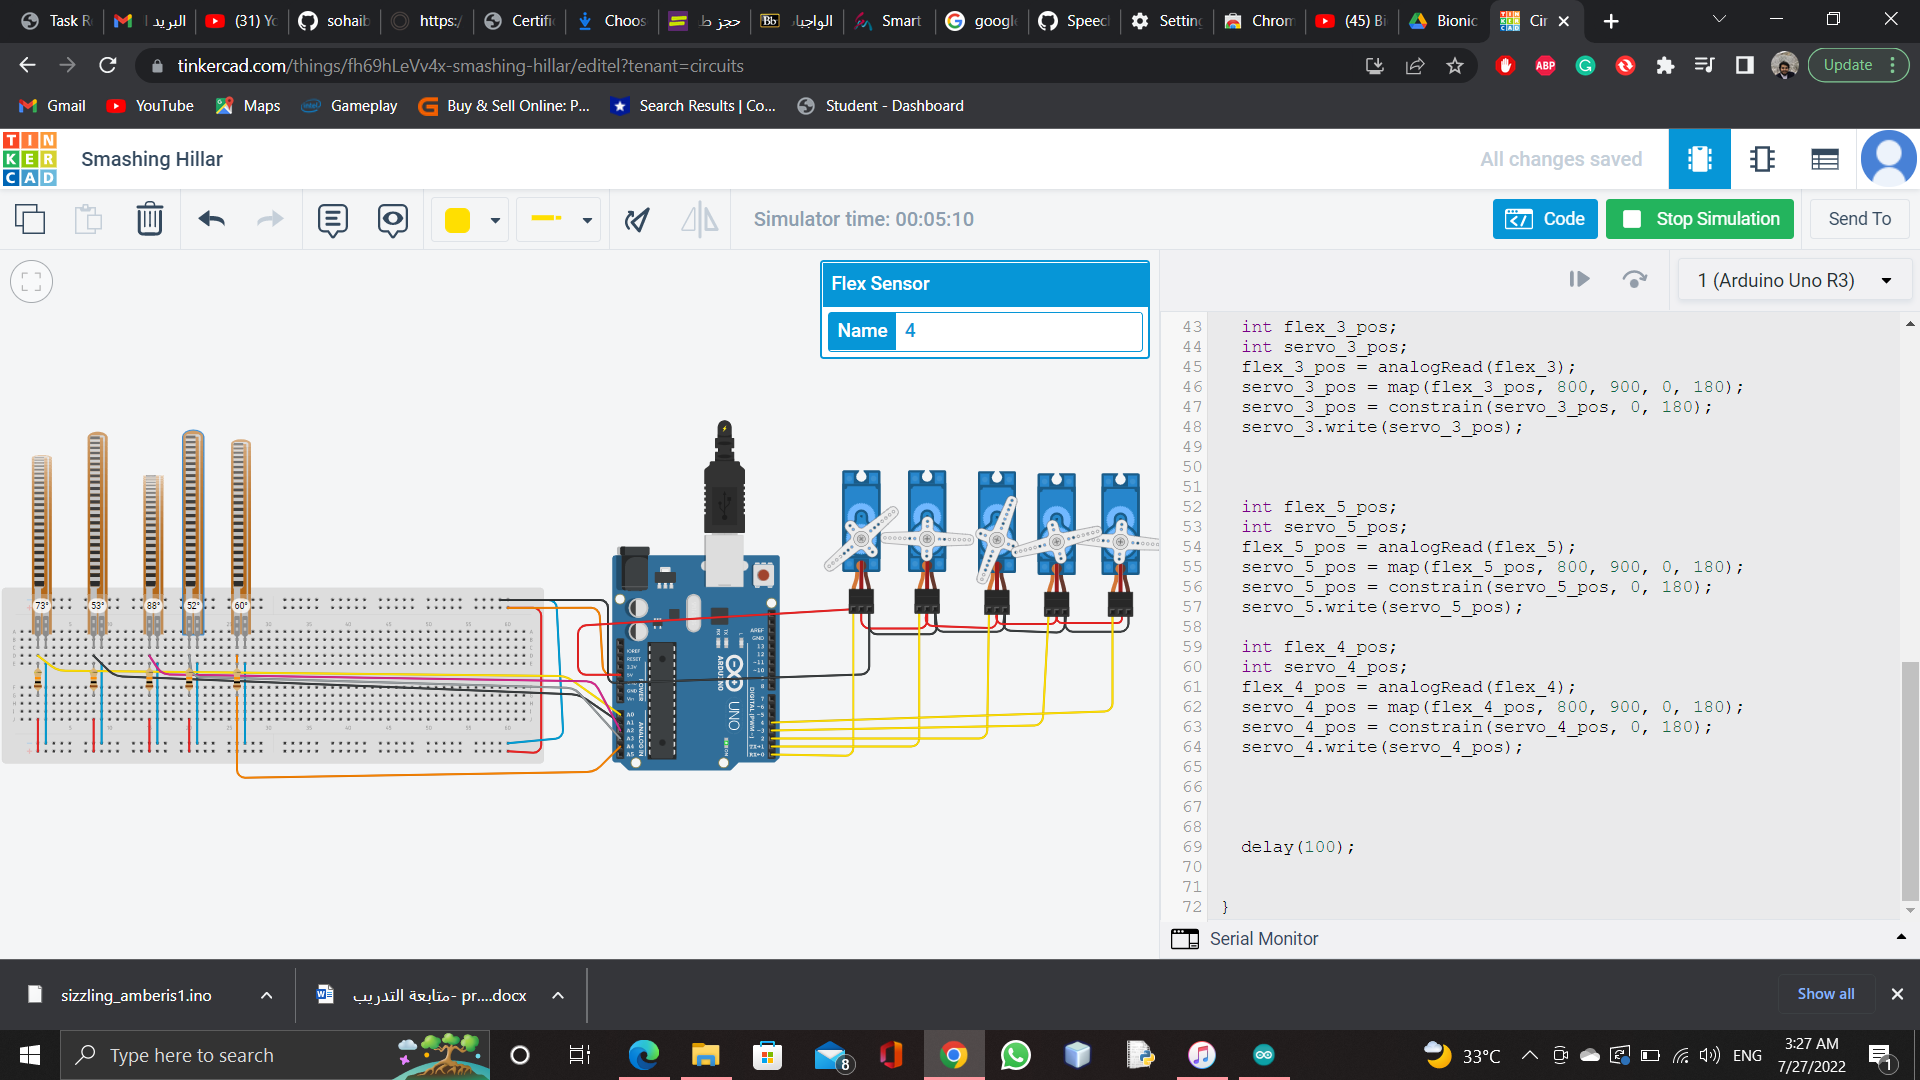 Task R
البريد ا
(31) Yo
sohaib
https:/
Certific
Choos
حجز ط
الواجبا
Smart
googl
Speec
Setting
Chrom
(45) Bi
Bionic
Cir
tinkercad.com/things/fh69hLeVv4x-smashing-hillar/editel?tenant=circuits
Update
Gmail
YouTube
Maps
Gameplay
Buy & Sell Online: P...
Search Results | Co...
Student - Dashboard
TINKERCAD
Smashing Hillar
All changes saved
Simulator time: 00:05:10
Code
Stop Simulation
Send To
Flex Sensor
Name 4
1 (Arduino Uno R3)
73° 53° 88° 52° 60°
ARDUINO
UNO
43 int flex_3_pos;
44 int servo_3_pos;
45 flex_3_pos = analogRead(flex_3);
46 servo_3_pos = map(flex_3_pos, 800, 900, 0, 180);
47 servo_3_pos = constrain(servo_3_pos, 0, 180);
48 servo_3.write(servo_3_pos);
49
50
51
52 int flex_5_pos;
53 int servo_5_pos;
54 flex_5_pos = analogRead(flex_5);
55 servo_5_pos = map(flex_5_pos, 800, 900, 0, 180);
56 servo_5_pos = constrain(servo_5_pos, 0, 180);
57 servo_5.write(servo_5_pos);
58
59 int flex_4_pos;
60 int servo_4_pos;
61 flex_4_pos = analogRead(flex_4);
62 servo_4_pos = map(flex_4_pos, 800, 900, 0, 180);
63 servo_4_pos = constrain(servo_4_pos, 0, 180);
64 servo_4.write(servo_4_pos);
65
66
67
68
69 delay(100);
70
71
72 }
Serial Monitor
sizzling_amberis1.ino
متابعة التدريب- pr....docx
Show all
Type here to search
8
33°C
ENG
3:27 AM
7/27/2022
1